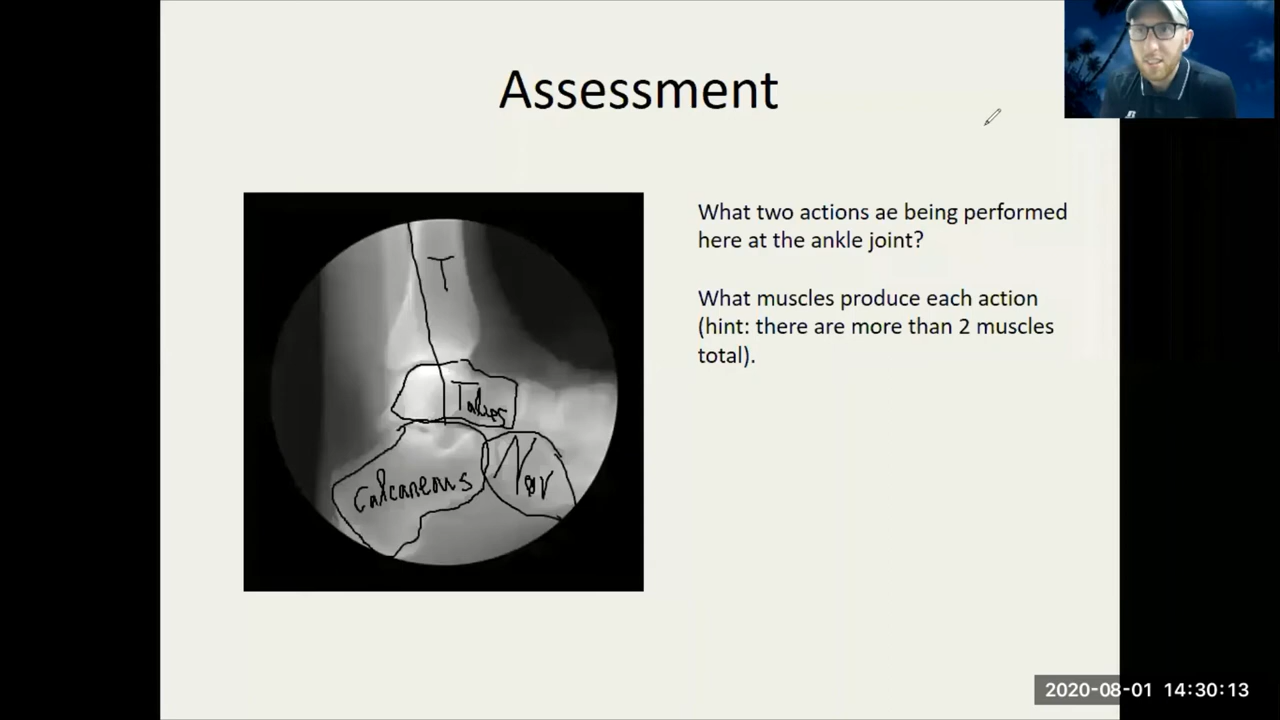 Assessment
What two actions ae being performed
here at the ankle joint?
What muscles produce each action
(hint: there are more than 2 muscles
total).
T
Talus
Calcaneous
Nav
2020-08-01 14:30:13